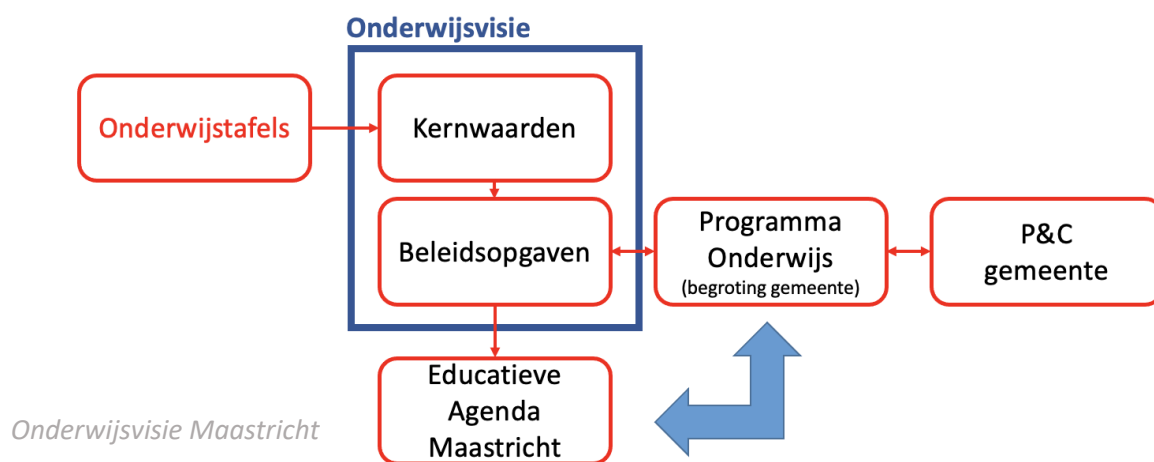 Onderwijsvisie
Onderwijstafels
Kernwaarden
Beleidsopgaven
Programma
Onderwijs
(begroting gemeente)
P&C
gemeente
Educatieve
Agenda
Maastricht
Onderwijsvisie Maastricht